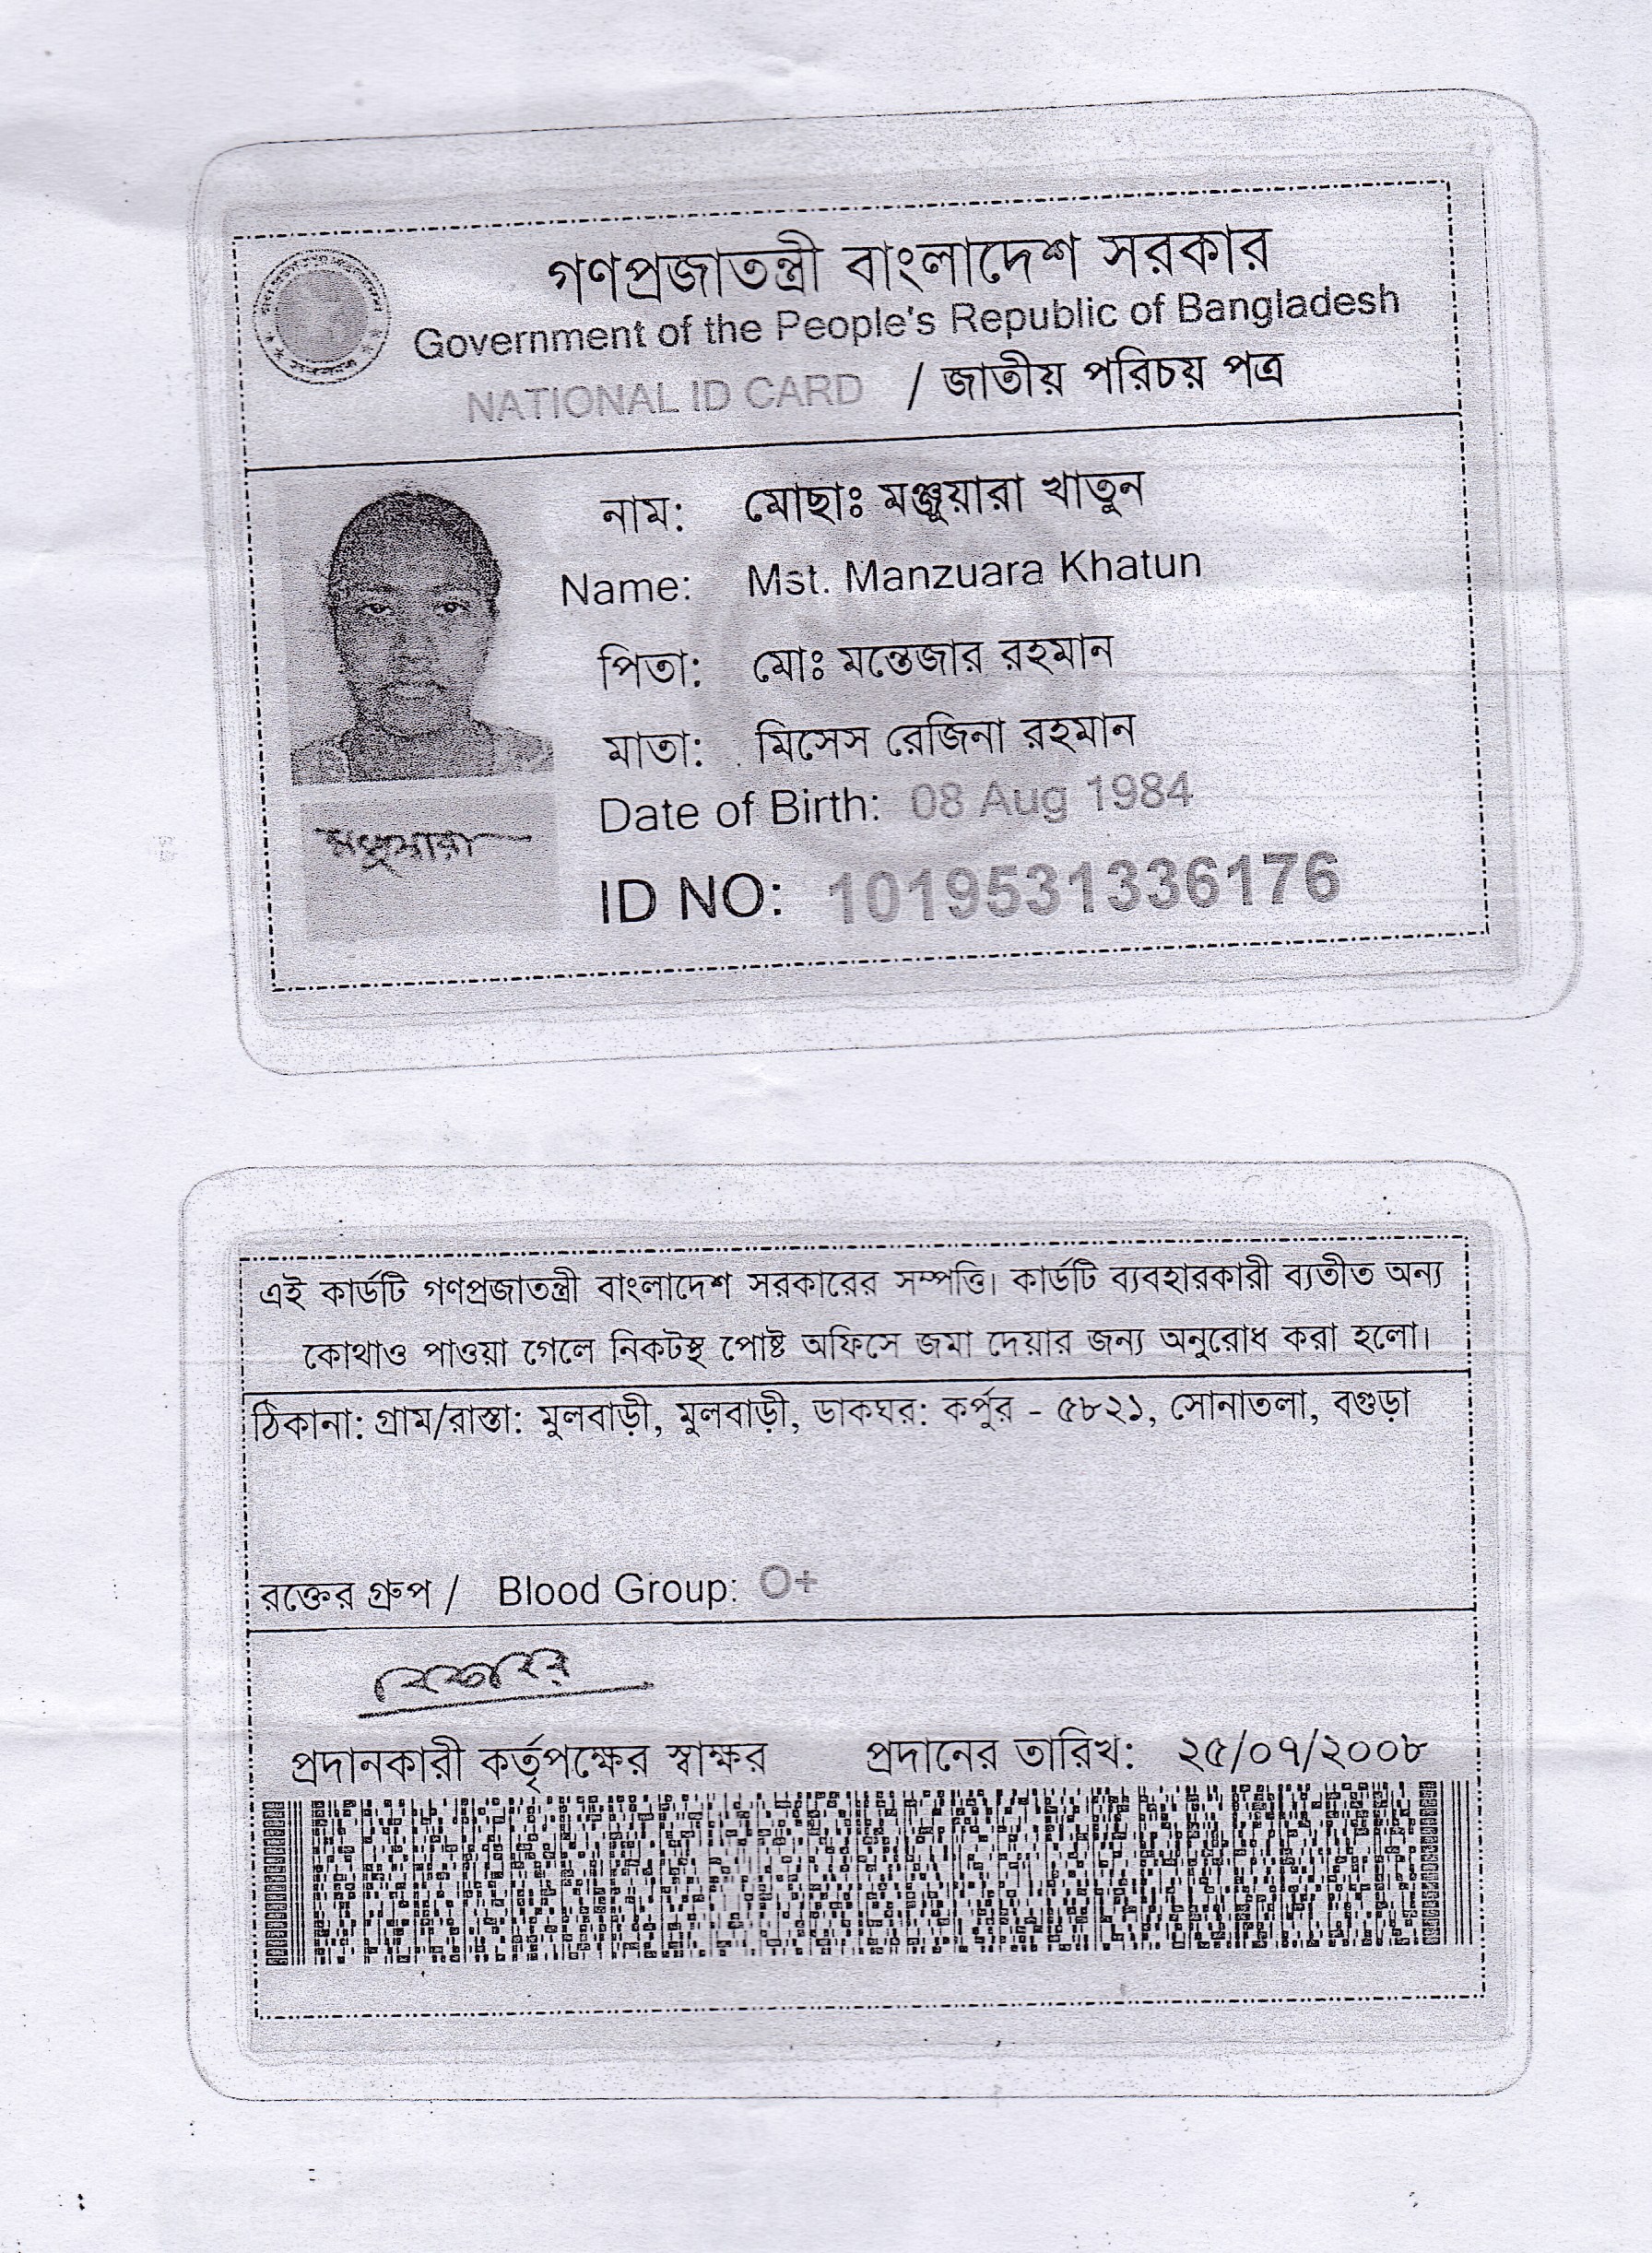 গণপ্রজাতন্ত্রী বাংলাদেশ সরকার
Government of the People's Republic of Bangladesh
NATIONAL ID CARD / জাতীয় পরিচয় পত্র
নাম: মোছাঃ মঞ্জুয়ারা খাতুন
Name: Mst. Manzuara Khatun
পিতা: মোঃ মন্তেজার রহমান
মাতা: মিসেস রেজিনা রহমান
Date of Birth: 08 Aug 1984
মঞ্জুয়ারা
ID NO: 1019531336176
এই কার্ডটি গণপ্রজাতন্ত্রী বাংলাদেশ সরকারের সম্পত্তি। কার্ডটি ব্যবহারকারী ব্যতীত অন্য
কোথাও পাওয়া গেলে নিকটস্থ পোষ্ট অফিসে জমা দেয়ার জন্য অনুরোধ করা হলো।
ঠিকানা: গ্রাম/রাস্তা: মুলবাড়ী, মুলবাড়ী, ডাকঘর: কর্পুর - ৫৮২১, সোনাতলা, বগুড়া
রক্তের গ্রুপ / Blood Group: O+
প্রদানকারী কর্তৃপক্ষের স্বাক্ষর প্রদানের তারিখ: ২৫/০৭/২০০৮